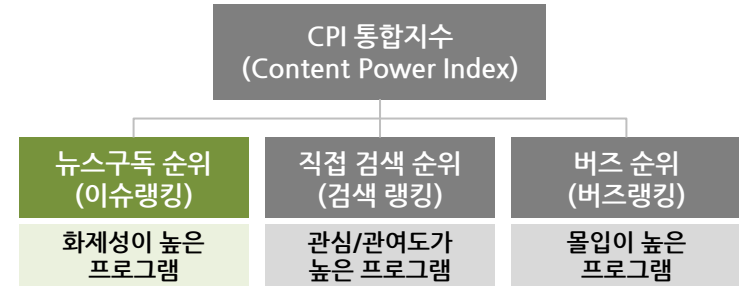 CPI 통합지수
(Content Power Index)
뉴스구독 순위
(이슈랭킹)
직접 검색 순위
(검색 랭킹)
버즈 순위
(버즈랭킹)
화제성이 높은
프로그램
관심/관여도가
높은 프로그램
몰입이 높은
프로그램